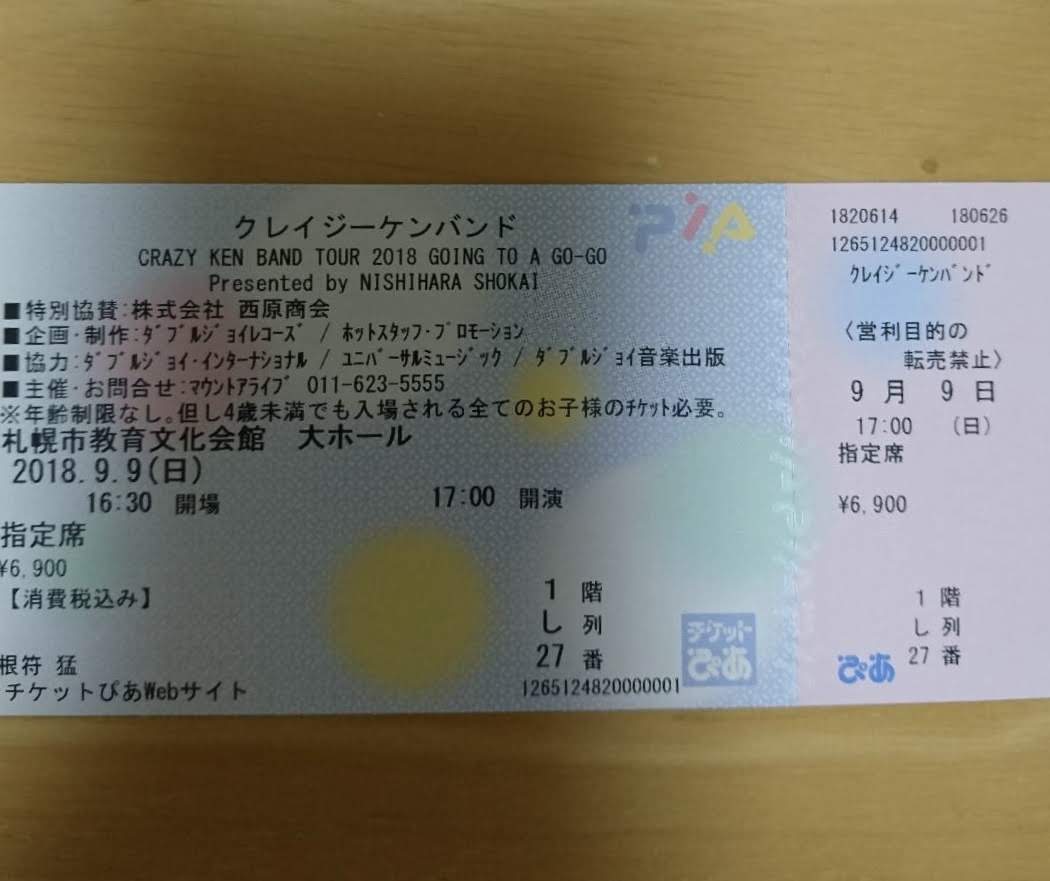 クレイジーケンバンド
CRAZY KEN BAND TOUR 2018 GOING TO A GO-GO
Presented by NISHIHARA SHOKAI
■特別協賛:株式会社 西原商会
■企画・制作:ﾀﾞﾌﾞﾙｼﾞｮｲﾚｺｰｽﾞ / ﾎｯﾄｽﾀｯﾌ・ﾌﾟﾛﾓｰｼｮﾝ
■協力:ﾀﾞﾌﾞﾙｼﾞｮｲ・ｲﾝﾀｰﾅｼｮﾅﾙ / ﾕﾆﾊﾞｰｻﾙﾐｭｰｼﾞｯｸ / ﾀﾞﾌﾞﾙｼﾞｮｲ音楽出版
■主催・お問合せ:ﾏｳﾝﾄｱﾗｲﾌﾞ 011-623-5555
※年齢制限なし。但し4歳未満でも入場される全てのお子様のﾁｹｯﾄ必要。
札幌市教育文化会館 大ホール
2018. 9. 9(日)
16:30 開場 17:00 開演
指定席
¥6,900
【消費税込み】
1 階
し 列
27 番
根符 猛
チケットぴあWebサイト
1265124820000001
PIA
チケット
ぴあ
1820614 180626
1265124820000001
ｸﾚｲｼﾞｰｹﾝﾊﾞﾝﾄﾞ
〈営利目的の
転売禁止〉
9 月 9 日
17:00 (日)
指定席
¥6,900
1 階
し 列
27 番
ぴあ